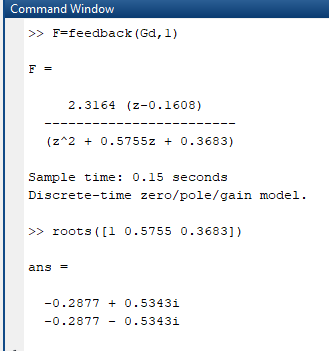 Command Window
>> F=feedback(Gd,1)
F =
2.3164 (z-0.1608)
-------------------------
(z^2 + 0.5755z + 0.3683)
Sample time: 0.15 seconds
Discrete-time zero/pole/gain model.
>> roots([1 0.5755 0.3683])
ans =
-0.2877 + 0.5343i
-0.2877 - 0.5343i